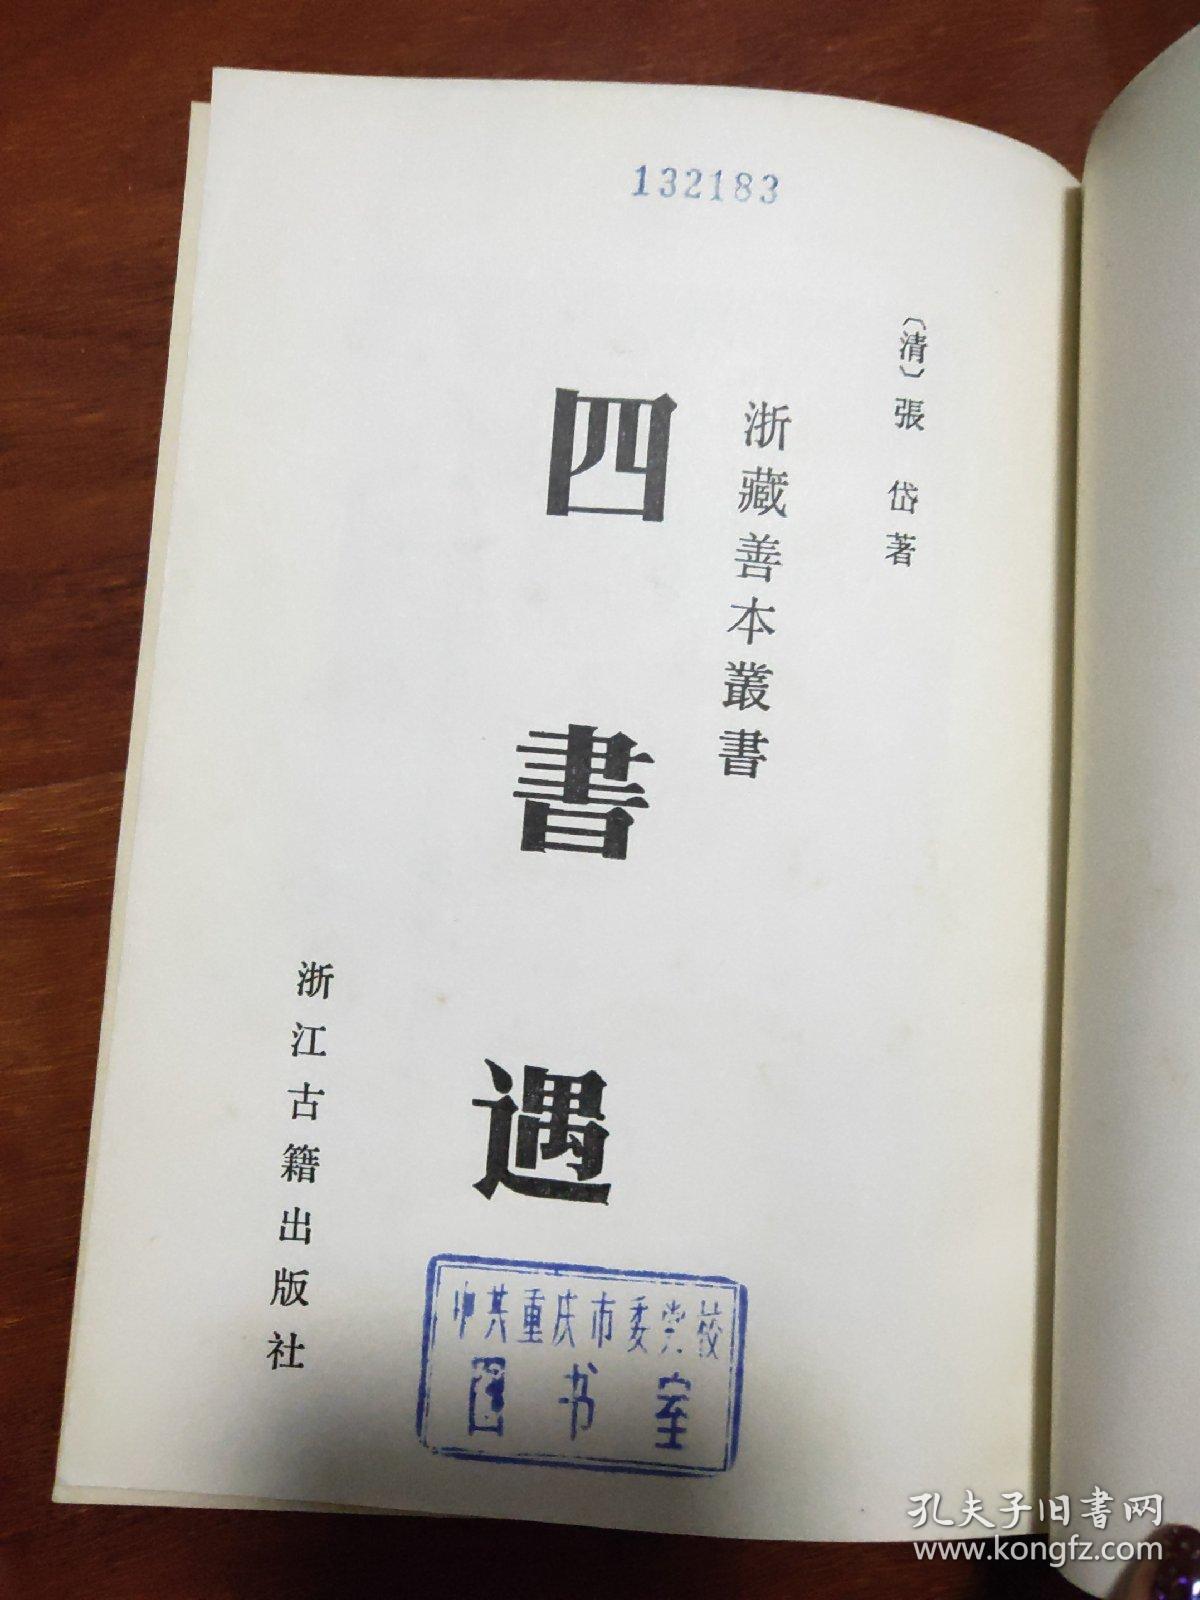 132183
〔清〕張岱著
浙藏善本叢書
四書遇
浙江古籍出版社
中共重庆市委党校
图书室
孔夫子旧书网
www.kongfz.com